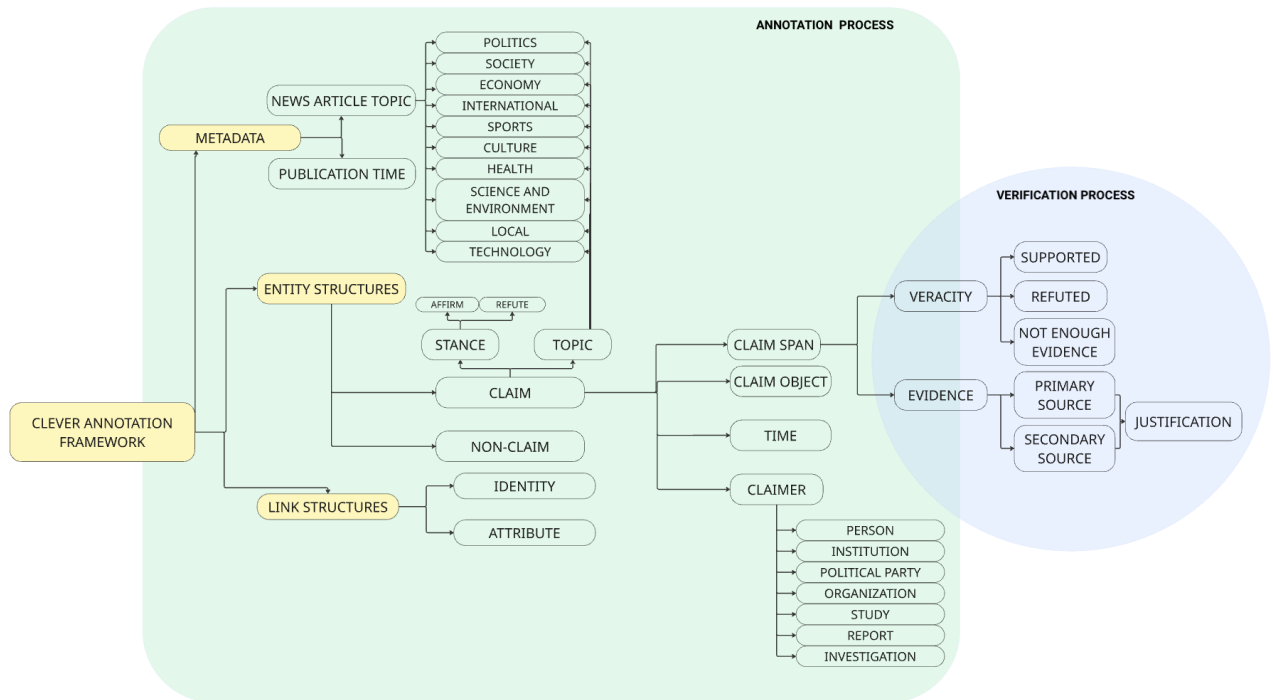 ANNOTATION PROCESS
POLITICS
SOCIETY
ECONOMY
INTERNATIONAL
SPORTS
CULTURE
HEALTH
SCIENCE AND
ENVIRONMENT
LOCAL
TECHNOLOGY
NEWS ARTICLE TOPIC
METADATA
PUBLICATION TIME
VERIFICATION PROCESS
ENTITY STRUCTURES
AFFIRM
REFUTE
STANCE
TOPIC
CLAIM
NON-CLAIM
CLEVER ANNOTATION
FRAMEWORK
LINK STRUCTURES
IDENTITY
ATTRIBUTE
CLAIM SPAN
CLAIM OBJECT
TIME
CLAIMER
PERSON
INSTITUTION
POLITICAL PARTY
ORGANIZATION
STUDY
REPORT
INVESTIGATION
VERACITY
SUPPORTED
REFUTED
NOT ENOUGH
EVIDENCE
EVIDENCE
PRIMARY
SOURCE
SECONDARY
SOURCE
JUSTIFICATION